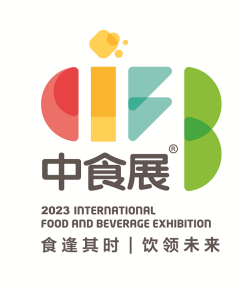 CIFB
中食展®
2023 INTERNATIONAL
FOOD AND BEVERAGE EXHIBITION
食逢其时 | 饮领未来